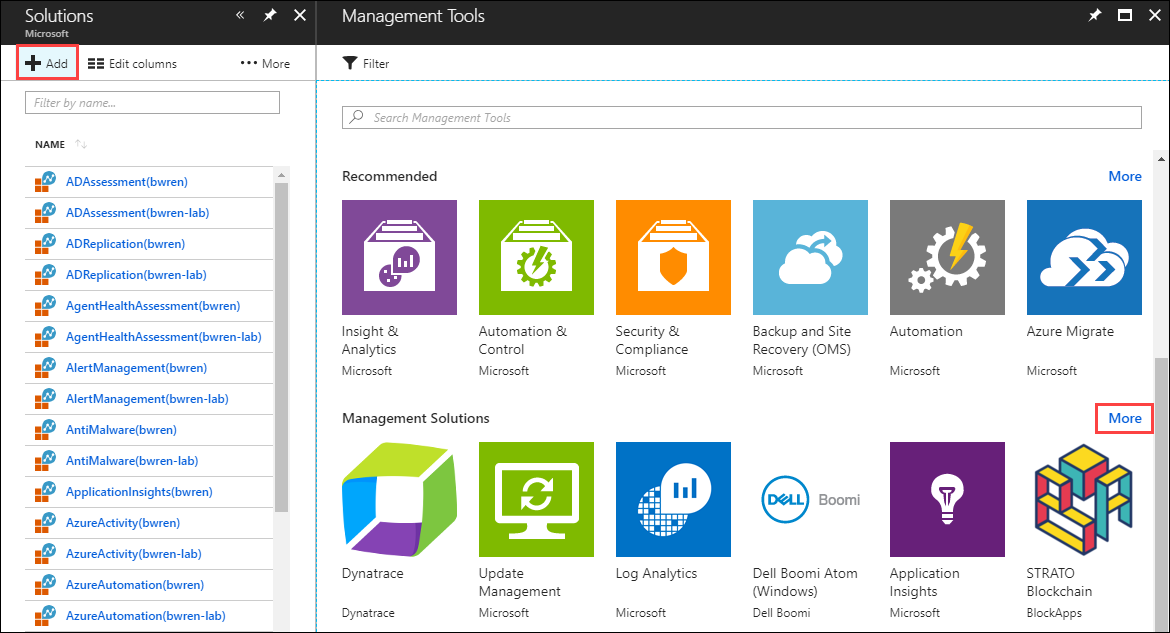 Solutions
Microsoft
Add
Edit columns
More
Filter by name...
NAME
ADAssessment(bwren)
ADAssessment(bwren-lab)
ADReplication(bwren)
ADReplication(bwren-lab)
AgentHealthAssessment(bwren)
AgentHealthAssessment(bwren-lab)
AlertManagement(bwren)
AlertManagement(bwren-lab)
AntiMalware(bwren)
AntiMalware(bwren-lab)
ApplicationInsights(bwren)
AzureActivity(bwren)
AzureActivity(bwren-lab)
AzureAutomation(bwren)
AzureAutomation(bwren-lab)
Management Tools
Filter
Search Management Tools
Recommended
More
Insight &
Analytics
Microsoft
Automation &
Control
Microsoft
Security &
Compliance
Microsoft
Backup and Site
Recovery (OMS)
Microsoft
Automation
Microsoft
Azure Migrate
Microsoft
Management Solutions
More
Dynatrace
Dynatrace
Update
Management
Microsoft
Log Analytics
Microsoft
DELL Boomi
Dell Boomi Atom
(Windows)
Dell Boomi
Application
Insights
Microsoft
STRATO
Blockchain
BlockApps